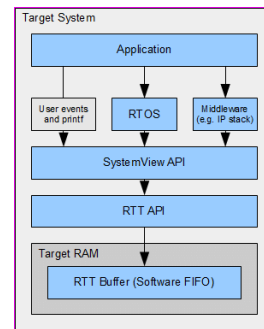 Target System
Application
User events
and printf
RTOS
Middleware
(e.g. IP stack)
SystemView API
RTT API
Target RAM
RTT Buffer (Software FIFO)